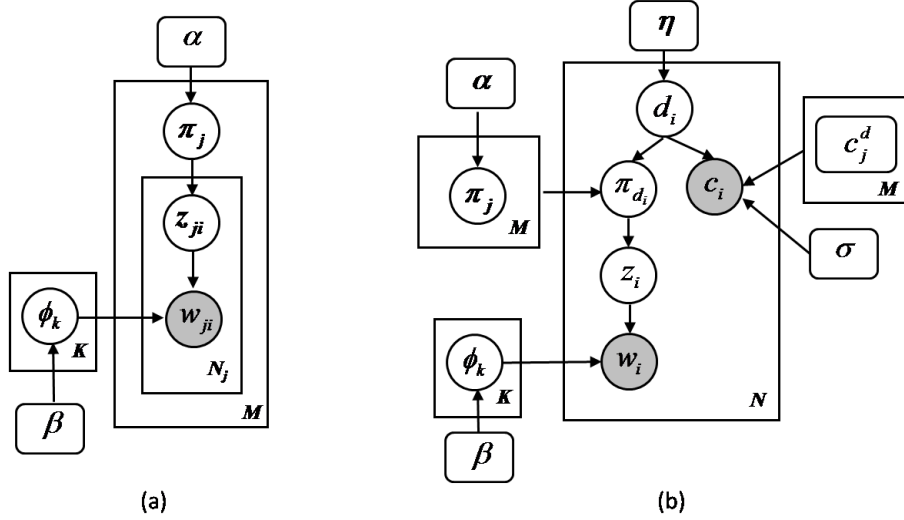 α
π_j
z_ji
w_ji
N_j
M
ϕ_k
K
β
(a)
η
d_i
α
π_j
M
π_{d_i}
c_i
c_j^d
M
σ
z_i
w_i
N
ϕ_k
K
β
(b)